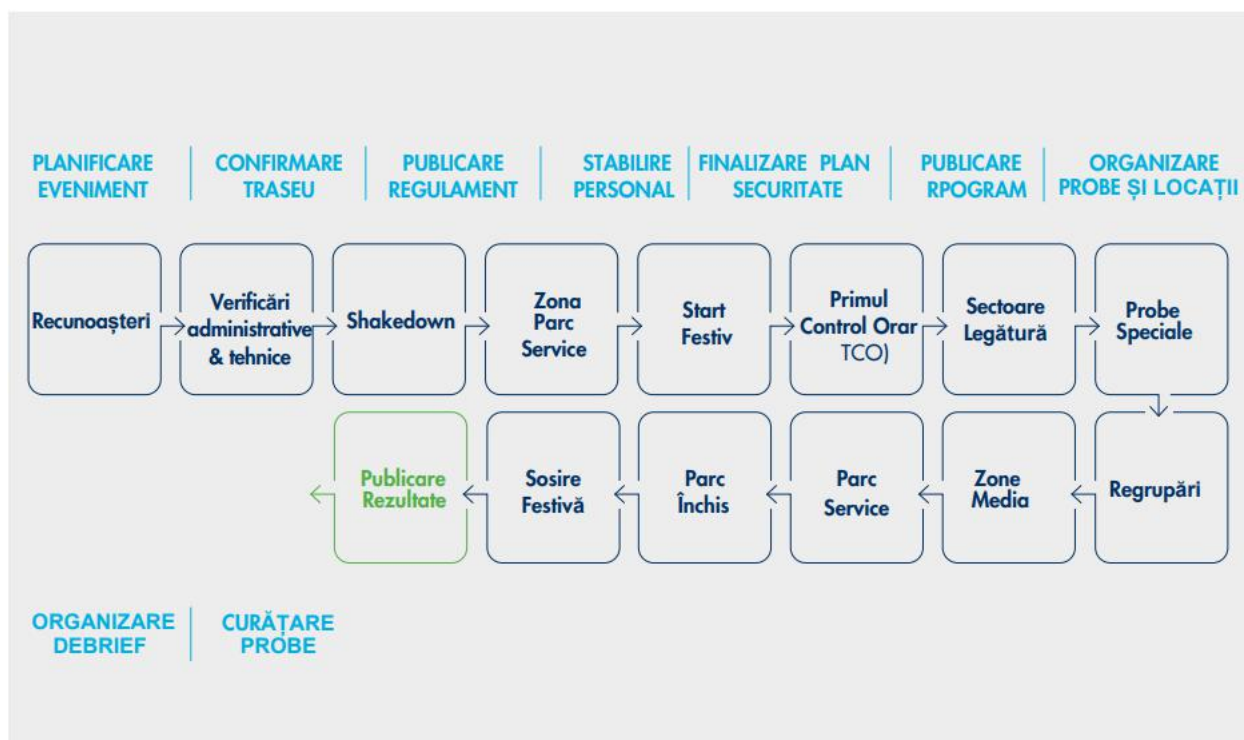 PLANIFICARE
EVENIMENT
CONFIRMARE
TRASEU
PUBLICARE
REGULAMENT
STABILIRE
PERSONAL
FINALIZARE PLAN
SECURITATE
PUBLICARE
RPOGRAM
ORGANIZARE
PROBE ȘI LOCAȚII
Recunoașteri
Verificări
administrative
& tehnice
Shakedown
Zona
Parc
Service
Start
Festiv
Primul
Control Orar
TCO)
Sectoare
Legătură
Probe
Speciale
Publicare
Rezultate
Sosire
Festivă
Parc
Închis
Parc
Service
Zone
Media
Regrupări
ORGANIZARE
DEBRIEF
CURĂȚARE
PROBE